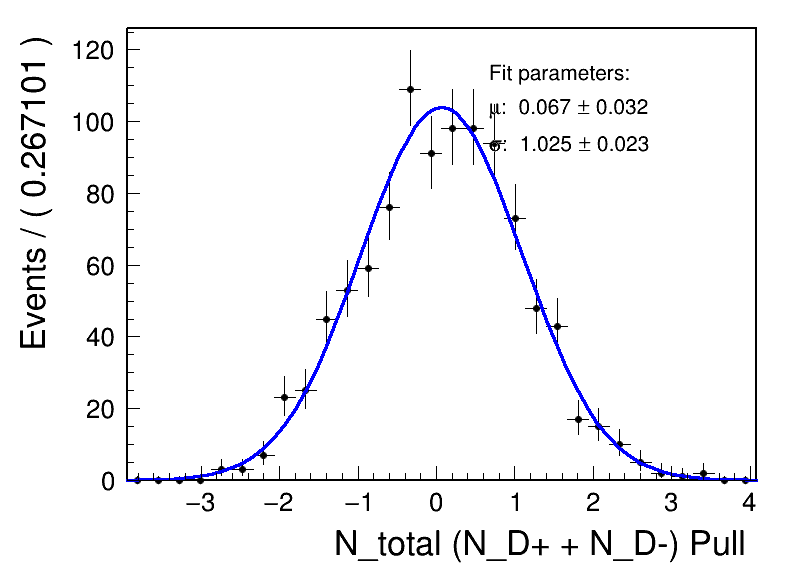 Events / ( 0.267101 )
120
100
80
60
40
20
0
Fit parameters:
μ: 0.067 ± 0.032
σ: 1.025 ± 0.023
−3 −2 −1 0 1 2 3 4
N_total (N_D+ + N_D-) Pull